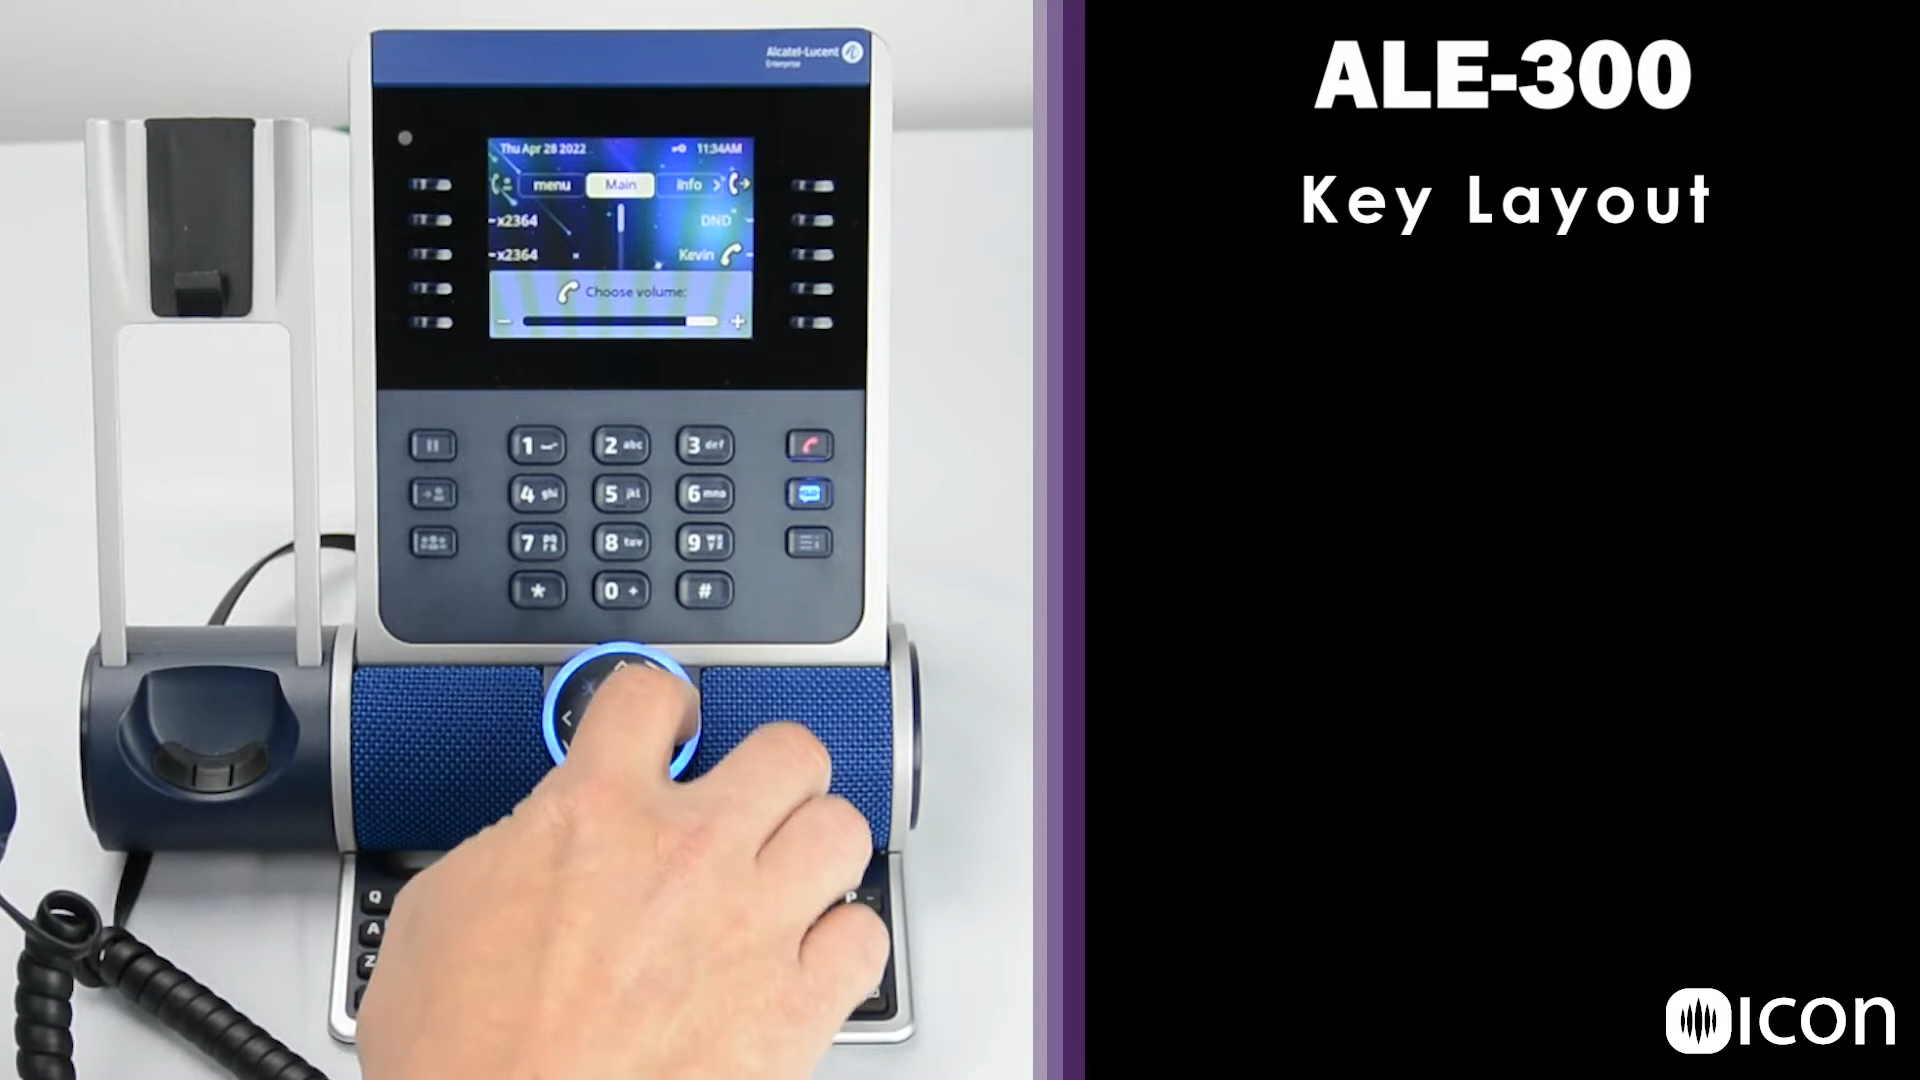 Alcatel-Lucent
Enterprise
Thu Apr 28 2022 11:34AM
menu Main Info
x2364 DND
x2364 Kevin
Choose volume:
1
2 abc
3 def
4 ghi
5 jkl
6 mno
7 PQRS
8 tuv
9 WXYZ
*
0 +
#
Q
P
A
Z
ALE-300
Key Layout
icon